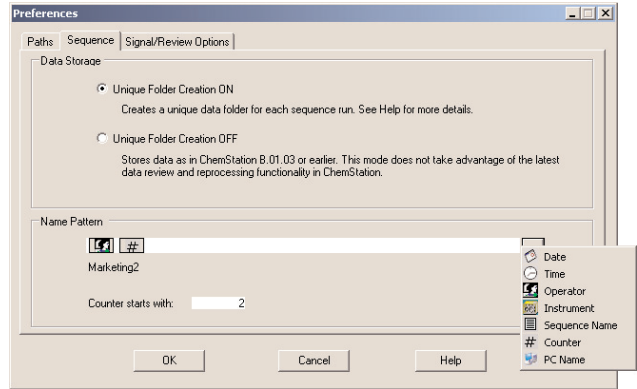 Preferences
Paths Sequence Signal/Review Options
Data Storage
Unique Folder Creation ON
Creates a unique data folder for each sequence run. See Help for more details.
Unique Folder Creation OFF
Stores data as in ChemStation B.01.03 or earlier. This mode does not take advantage of the latest
data review and reprocessing functionality in ChemStation.
Name Pattern
#
Marketing2
Counter starts with: 2
Date
Time
Operator
Instrument
Sequence Name
# Counter
PC Name
OK Cancel Help